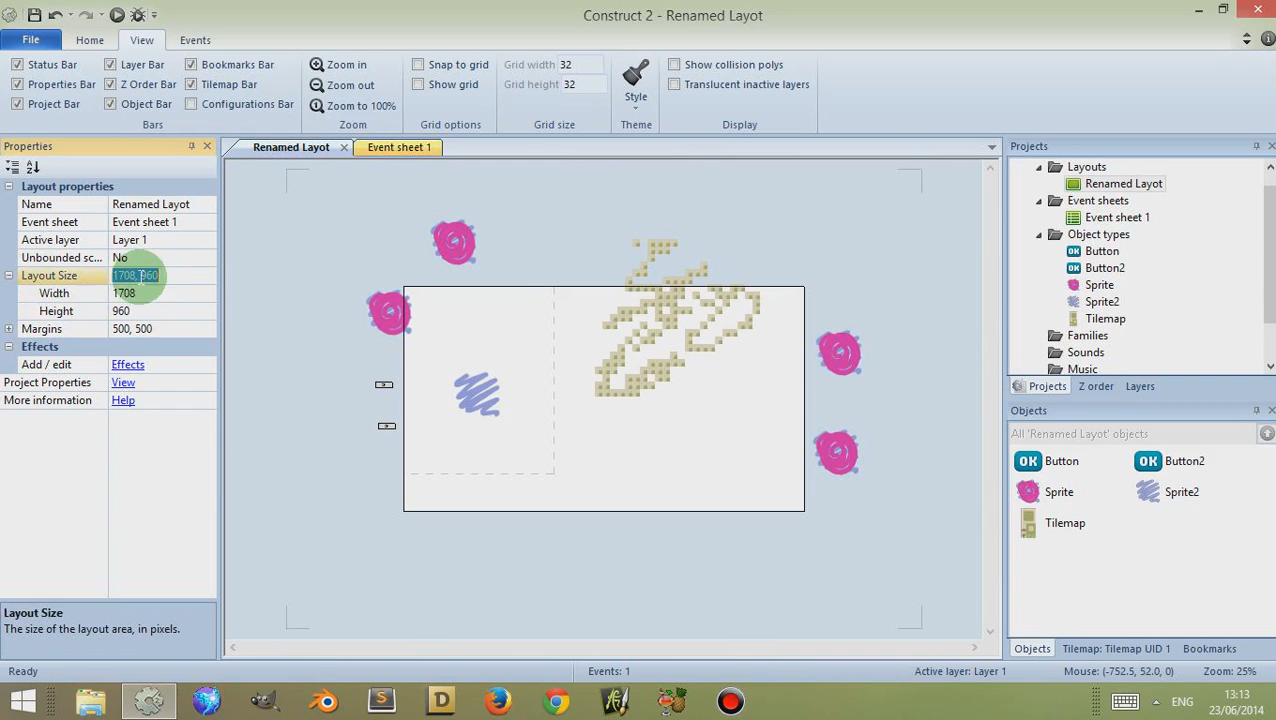 Construct 2 - Renamed Layot
File Home View Events
Status Bar Layer Bar Bookmarks Bar
Properties Bar Z Order Bar Tilemap Bar
Project Bar Object Bar Configurations Bar
Bars
Zoom in
Zoom out
Zoom to 100%
Zoom
Snap to grid
Show grid
Grid options
Grid width 32
Grid height 32
Grid size
Style
Theme
Show collision polys
Translucent inactive layers
Display
Properties
Layout properties
Name Renamed Layot
Event sheet Event sheet 1
Active layer Layer 1
Unbounded sc... No
Layout Size 1708, 960
Width 1708
Height 960
Margins 500, 500
Effects
Add / edit Effects
Project Properties View
More information Help
Layout Size
The size of the layout area, in pixels.
Renamed Layot Event sheet 1
Projects
Layouts
Renamed Layot
Event sheets
Event sheet 1
Object types
Button
Button2
Sprite
Sprite2
Tilemap
Families
Sounds
Music
Projects Z order Layers
Objects
All 'Renamed Layot' objects
OK Button OK Button2
Sprite Sprite2
Tilemap
Objects Tilemap: Tilemap UID 1 Bookmarks
Ready Events: 1 Active layer: Layer 1 Mouse: (-752.5, 52.0, 0) Zoom: 25%
ENG
13:13
23/06/2014